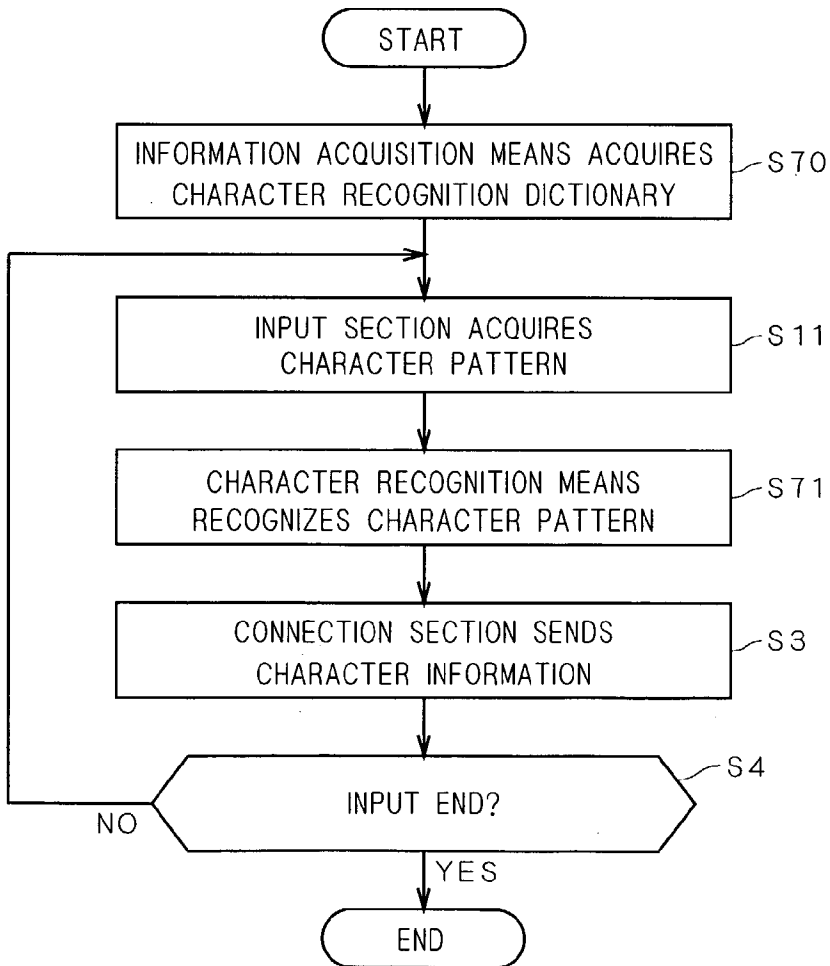 START
INFORMATION ACQUISITION MEANS ACQUIRES
CHARACTER RECOGNITION DICTIONARY
S70
INPUT SECTION ACQUIRES
CHARACTER PATTERN
S11
CHARACTER RECOGNITION MEANS
RECOGNIZES CHARACTER PATTERN
S71
CONNECTION SECTION SENDS
CHARACTER INFORMATION
S3
INPUT END?
S4
NO
YES
END